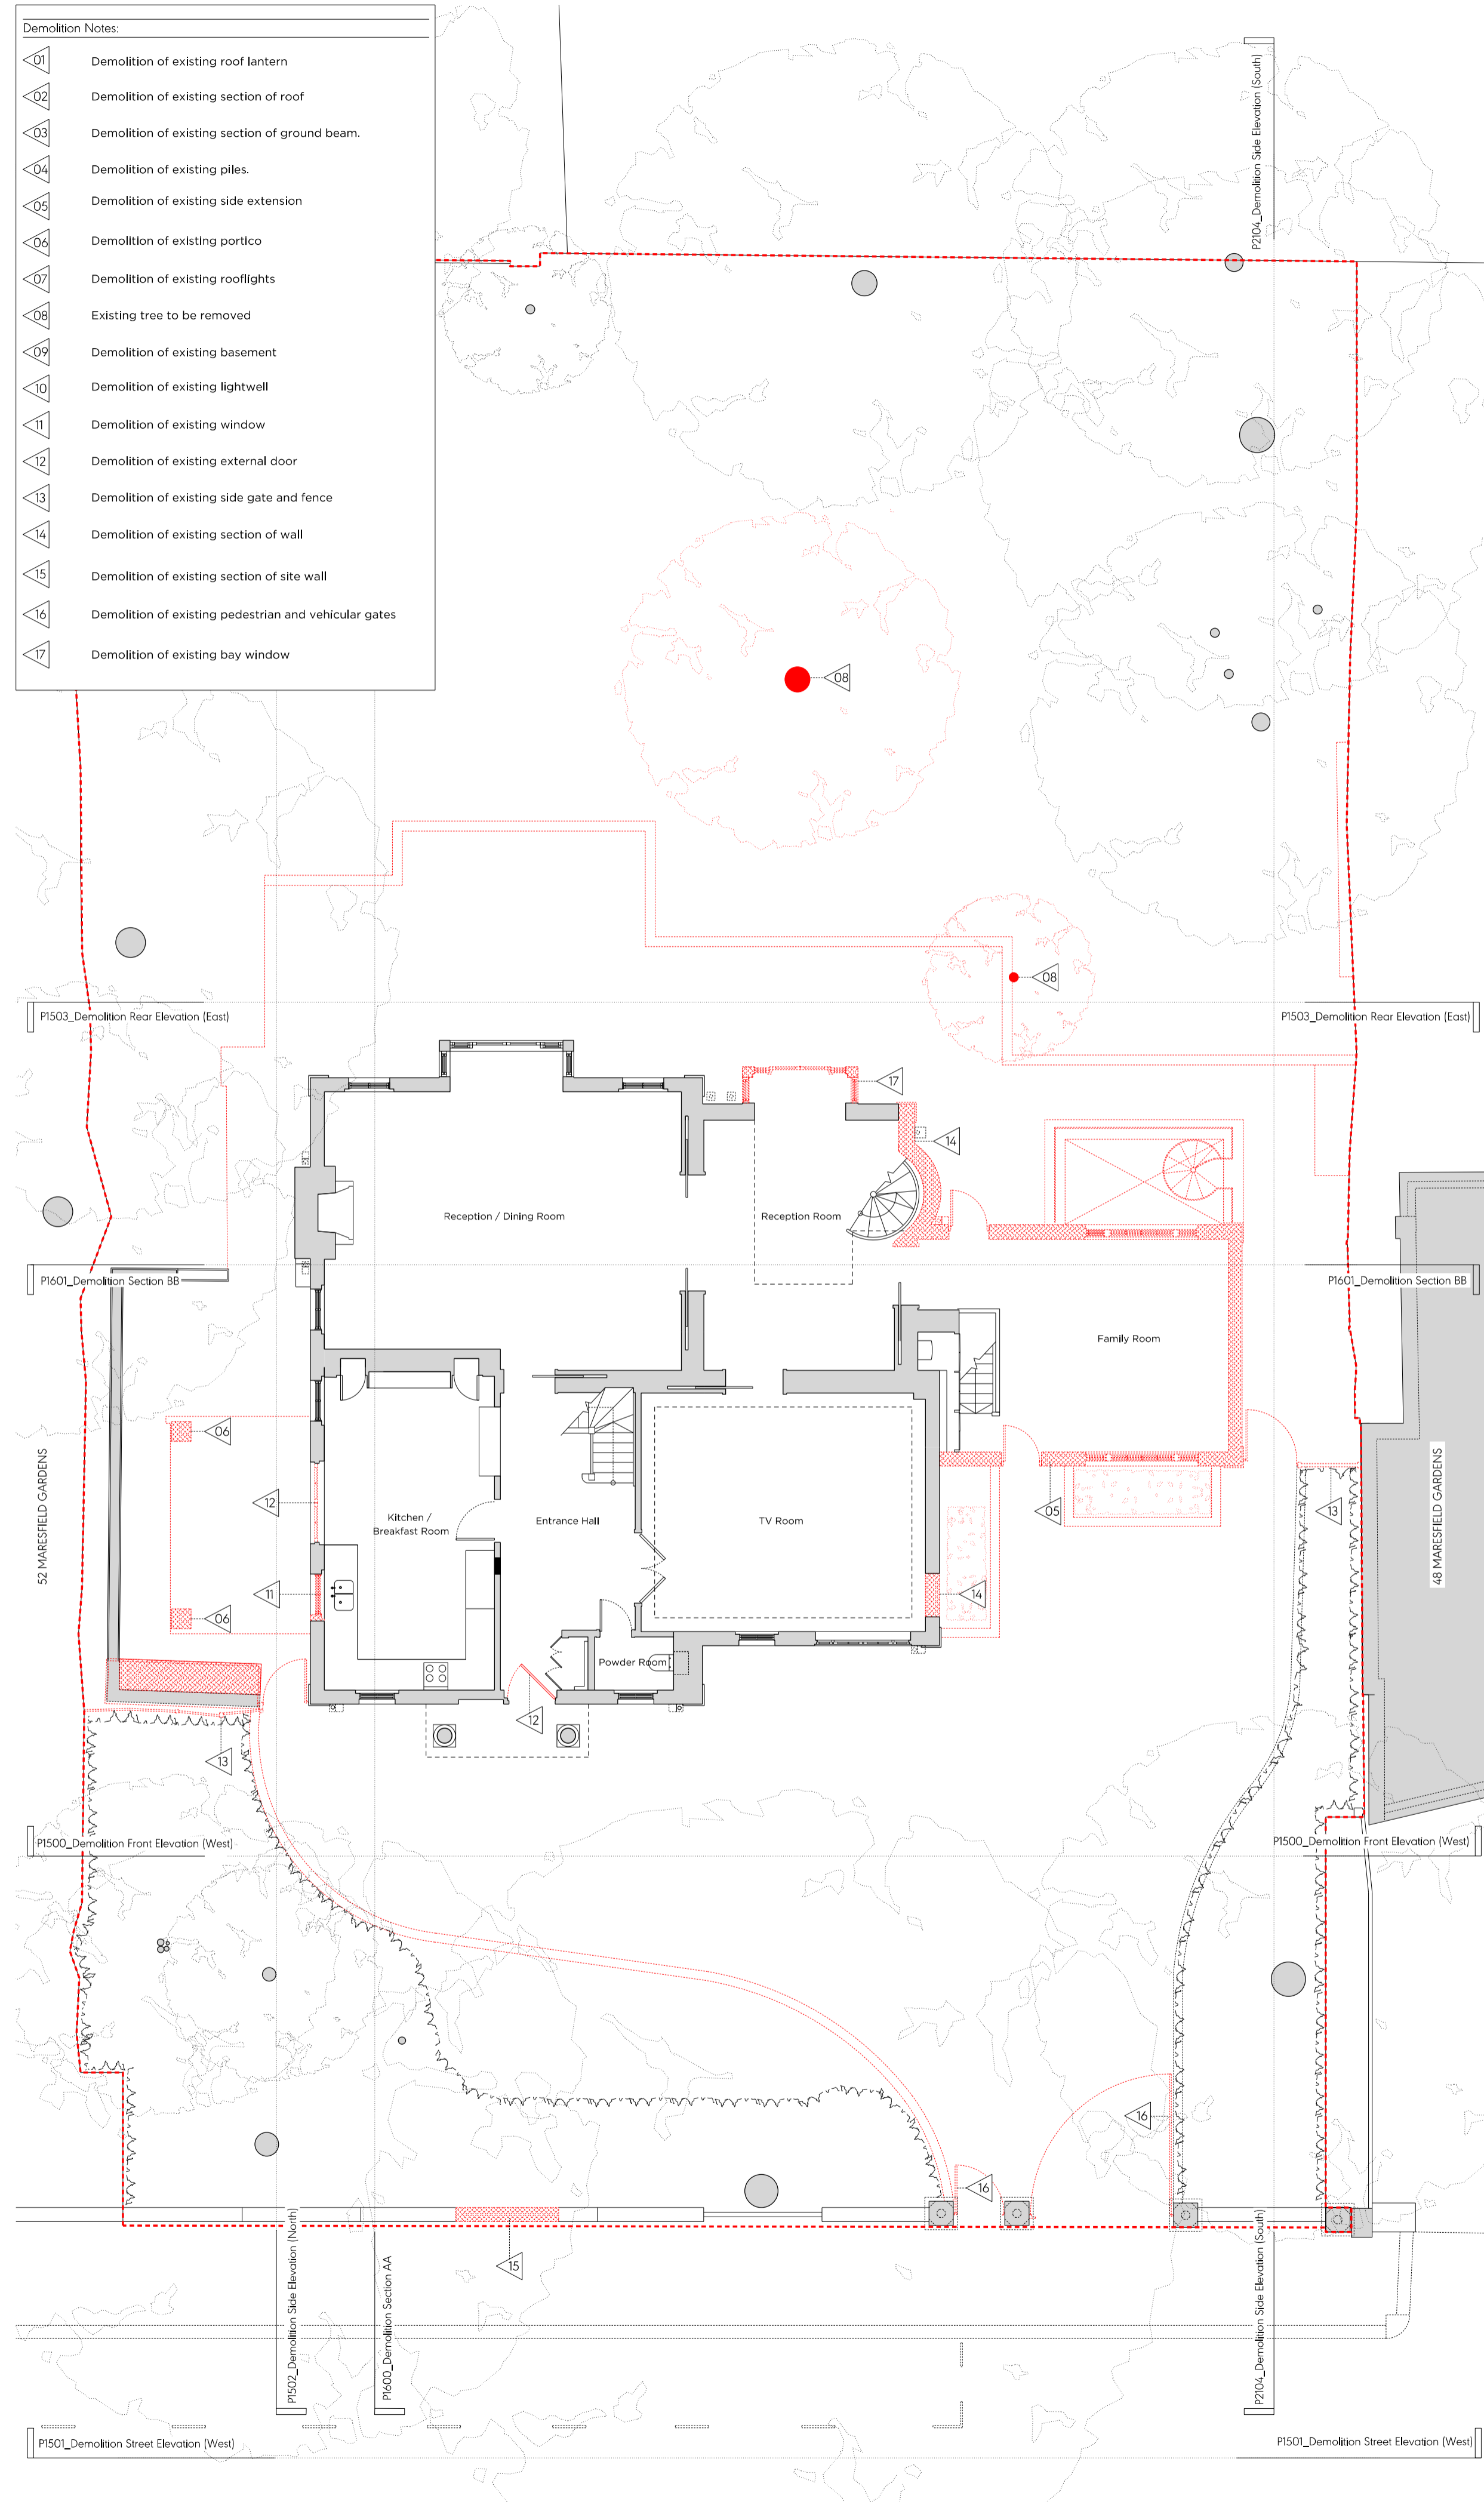 Demolition Notes:
01 Demolition of existing roof lantern
02 Demolition of existing section of roof
03 Demolition of existing section of ground beam.
04 Demolition of existing piles.
05 Demolition of existing side extension
06 Demolition of existing portico
07 Demolition of existing rooflights
08 Existing tree to be removed
09 Demolition of existing basement
10 Demolition of existing lightwell
11 Demolition of existing window
12 Demolition of existing external door
13 Demolition of existing side gate and fence
14 Demolition of existing section of wall
15 Demolition of existing section of site wall
16 Demolition of existing pedestrian and vehicular gates
17 Demolition of existing bay window
P2104_Demolition Side Elevation (South)
08
08
P1503_Demolition Rear Elevation (East)
P1503_Demolition Rear Elevation (East)
17
14
Reception / Dining Room
Reception Room
P1601_Demolition Section BB
P1601_Demolition Section BB
Family Room
06
12
05
13
52 MARESFIELD GARDENS
48 MARESFIELD GARDENS
Kitchen /
Breakfast Room
Entrance Hall
TV Room
11
14
06
Powder Room
12
13
P1500_Demolition Front Elevation (West)
P1500_Demolition Front Elevation (West)
16
16
15
P1502_Demolition Side Elevation (North)
P1600_Demolition Section AA
P2104_Demolition Side Elevation (South)
P1501_Demolition Street Elevation (West)
P1501_Demolition Street Elevation (West)